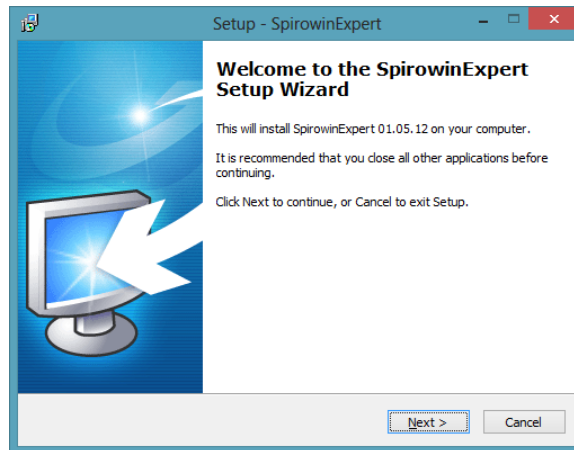 Setup - SpirowinExpert
Welcome to the SpirowinExpert
Setup Wizard
This will install SpirowinExpert 01.05.12 on your computer.
It is recommended that you close all other applications before
continuing.
Click Next to continue, or Cancel to exit Setup.
Next >
Cancel